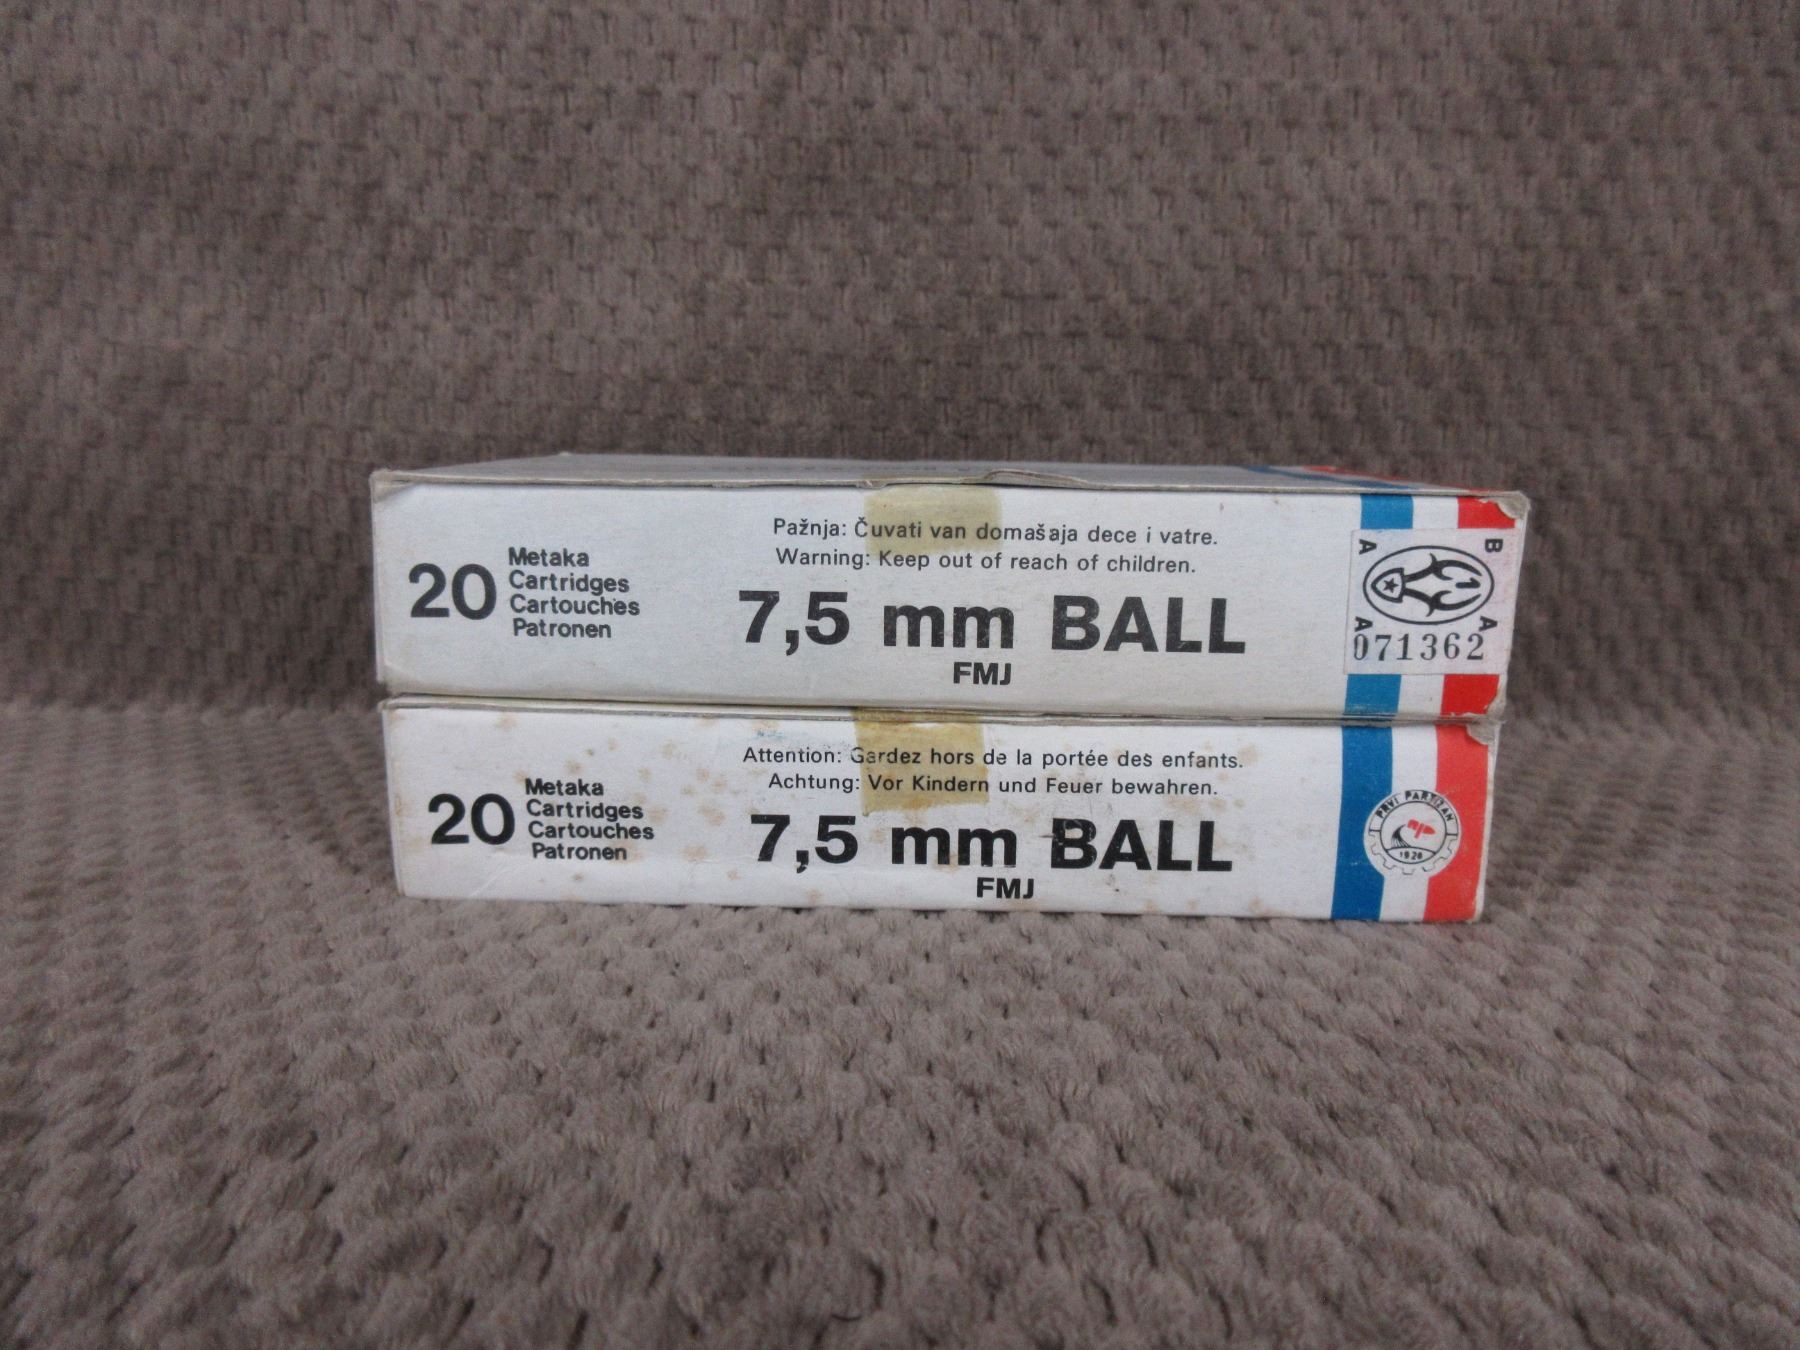 Pažnja: Čuvati van domašaja dece i vatre.
Warning: Keep out of reach of children.
20
Metaka
Cartridges
Cartouches
Patronen
7,5 mm BALL
FMJ
A B
1
A A
071362
Attention: Gardez hors de la portée des enfants.
Achtung: Vor Kindern und Feuer bewahren.
20
Metaka
Cartridges
Cartouches
Patronen
7,5 mm BALL
FMJ
PRVI PARTIZAN
1928